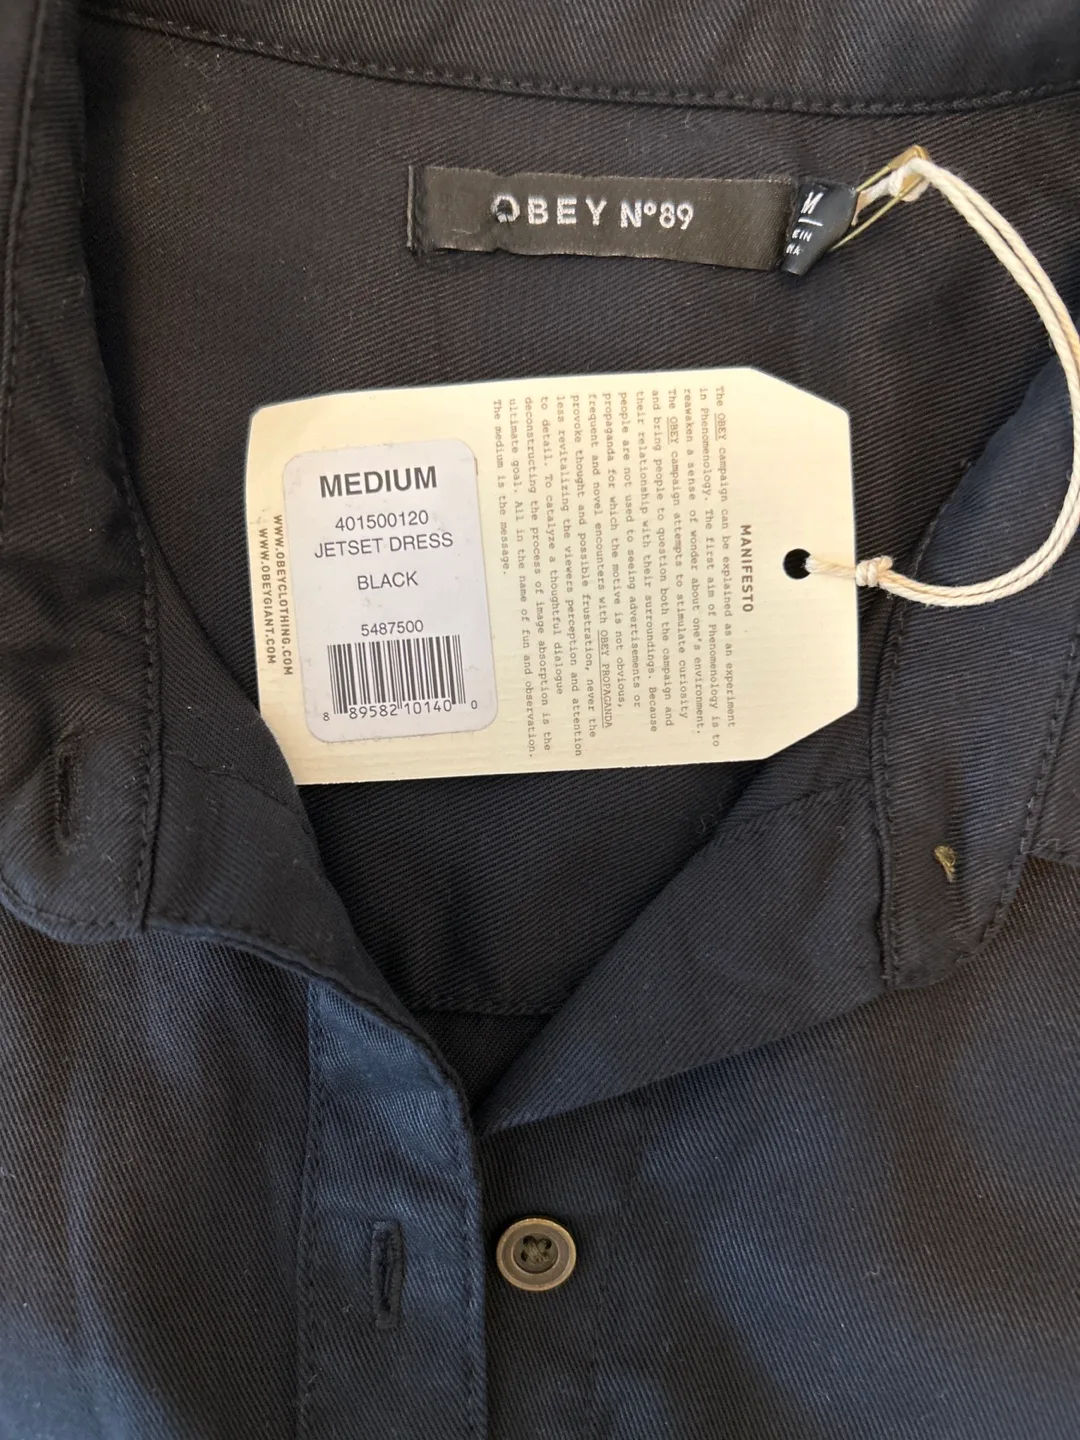 OBEY Nº89
M
MEDIUM
401500120
JETSET DRESS
BLACK
5487500
8 89582 10140 0
WWW.OBEYCLOTHING.COM
WWW.OBEYGIANT.COM
MANIFESTO
The OBEY campaign can be explained as an experiment
in Phenomenology. The first aim of Phenomenology is to
reawaken a sense of wonder about one's environment.
The OBEY campaign attempts to stimulate curiosity
and bring people to question both the campaign and
their relationship with their surroundings. Because
people are not used to seeing advertisements or
propaganda for which the motive is not obvious,
frequent and novel encounters with OBEY PROPAGANDA
provoke thought and possible frustration, never the
less revitalizing the viewers perception and attention
to detail. To catalyze a thoughtful dialogue
deconstructing the process of image absorption is the
ultimate goal. All in the name of fun and observation.
The medium is the message.